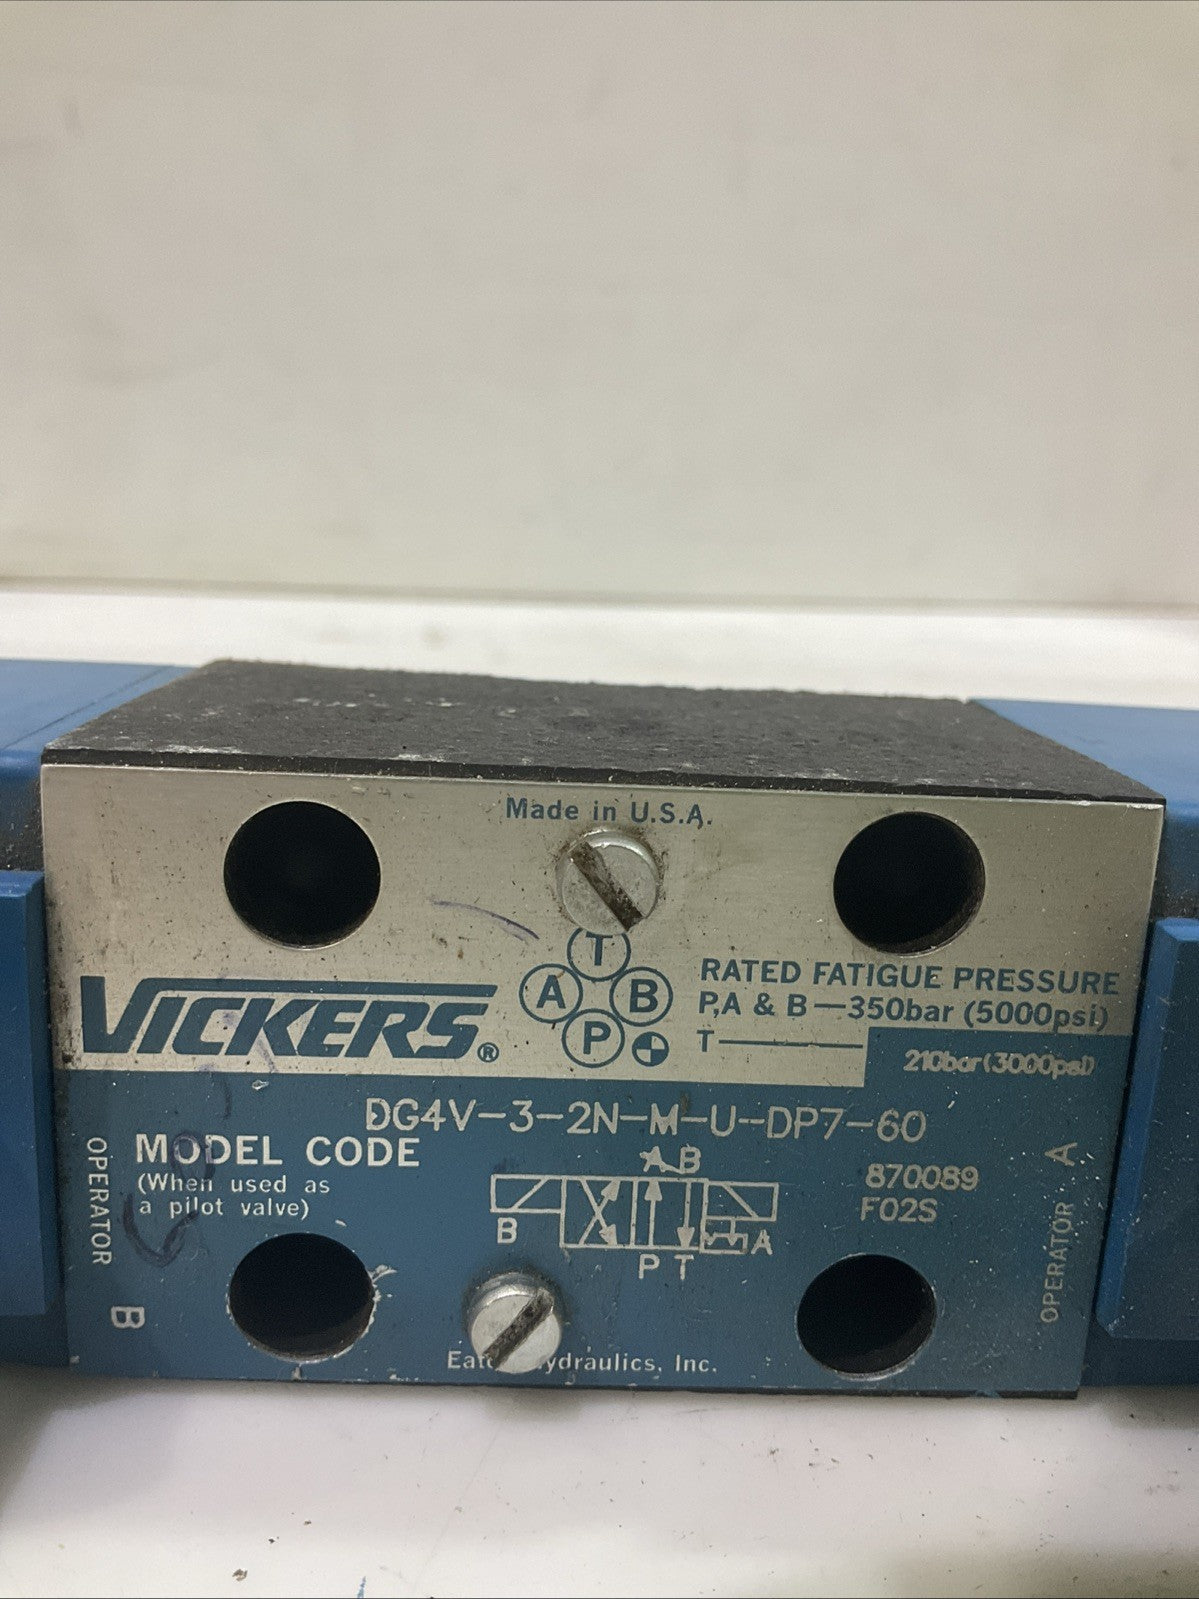 Made in U.S.A.
T
A B
P
VICKERS®
RATED FATIGUE PRESSURE
P,A & B—350bar (5000psi)
T— 210bar(3000psi)
DG4V-3-2N-M-U-DP7-60
MODEL CODE
(When used as
a pilot valve)
OPERATOR B
A B
B A
P T
870089
F02S
OPERATOR A
Hydraulics, Inc.